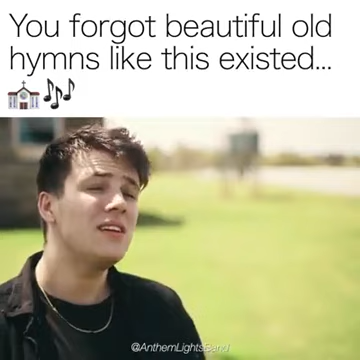 You forgot beautiful old
hymns like this existed...
@AnthemLightsBand